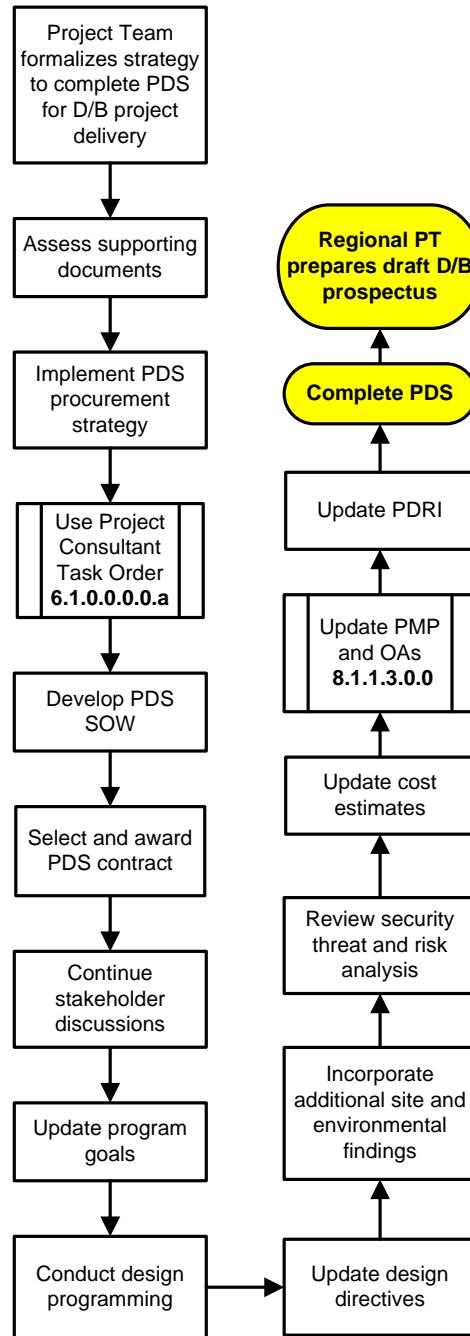 Project Team
formalizes strategy
to complete PDS
for D/B project
delivery
Assess supporting
documents
Implement PDS
procurement
strategy
Use Project
Consultant
Task Order
6.1.0.0.0.0.a
Develop PDS
SOW
Select and award
PDS contract
Continue
stakeholder
discussions
Update program
goals
Conduct design
programming
Update design
directives
Incorporate
additional site and
environmental
findings
Review security
threat and risk
analysis
Update cost
estimates
Update PMP
and OAs
8.1.1.3.0.0
Update PDRI
Complete PDS
Regional PT
prepares draft D/B
prospectus